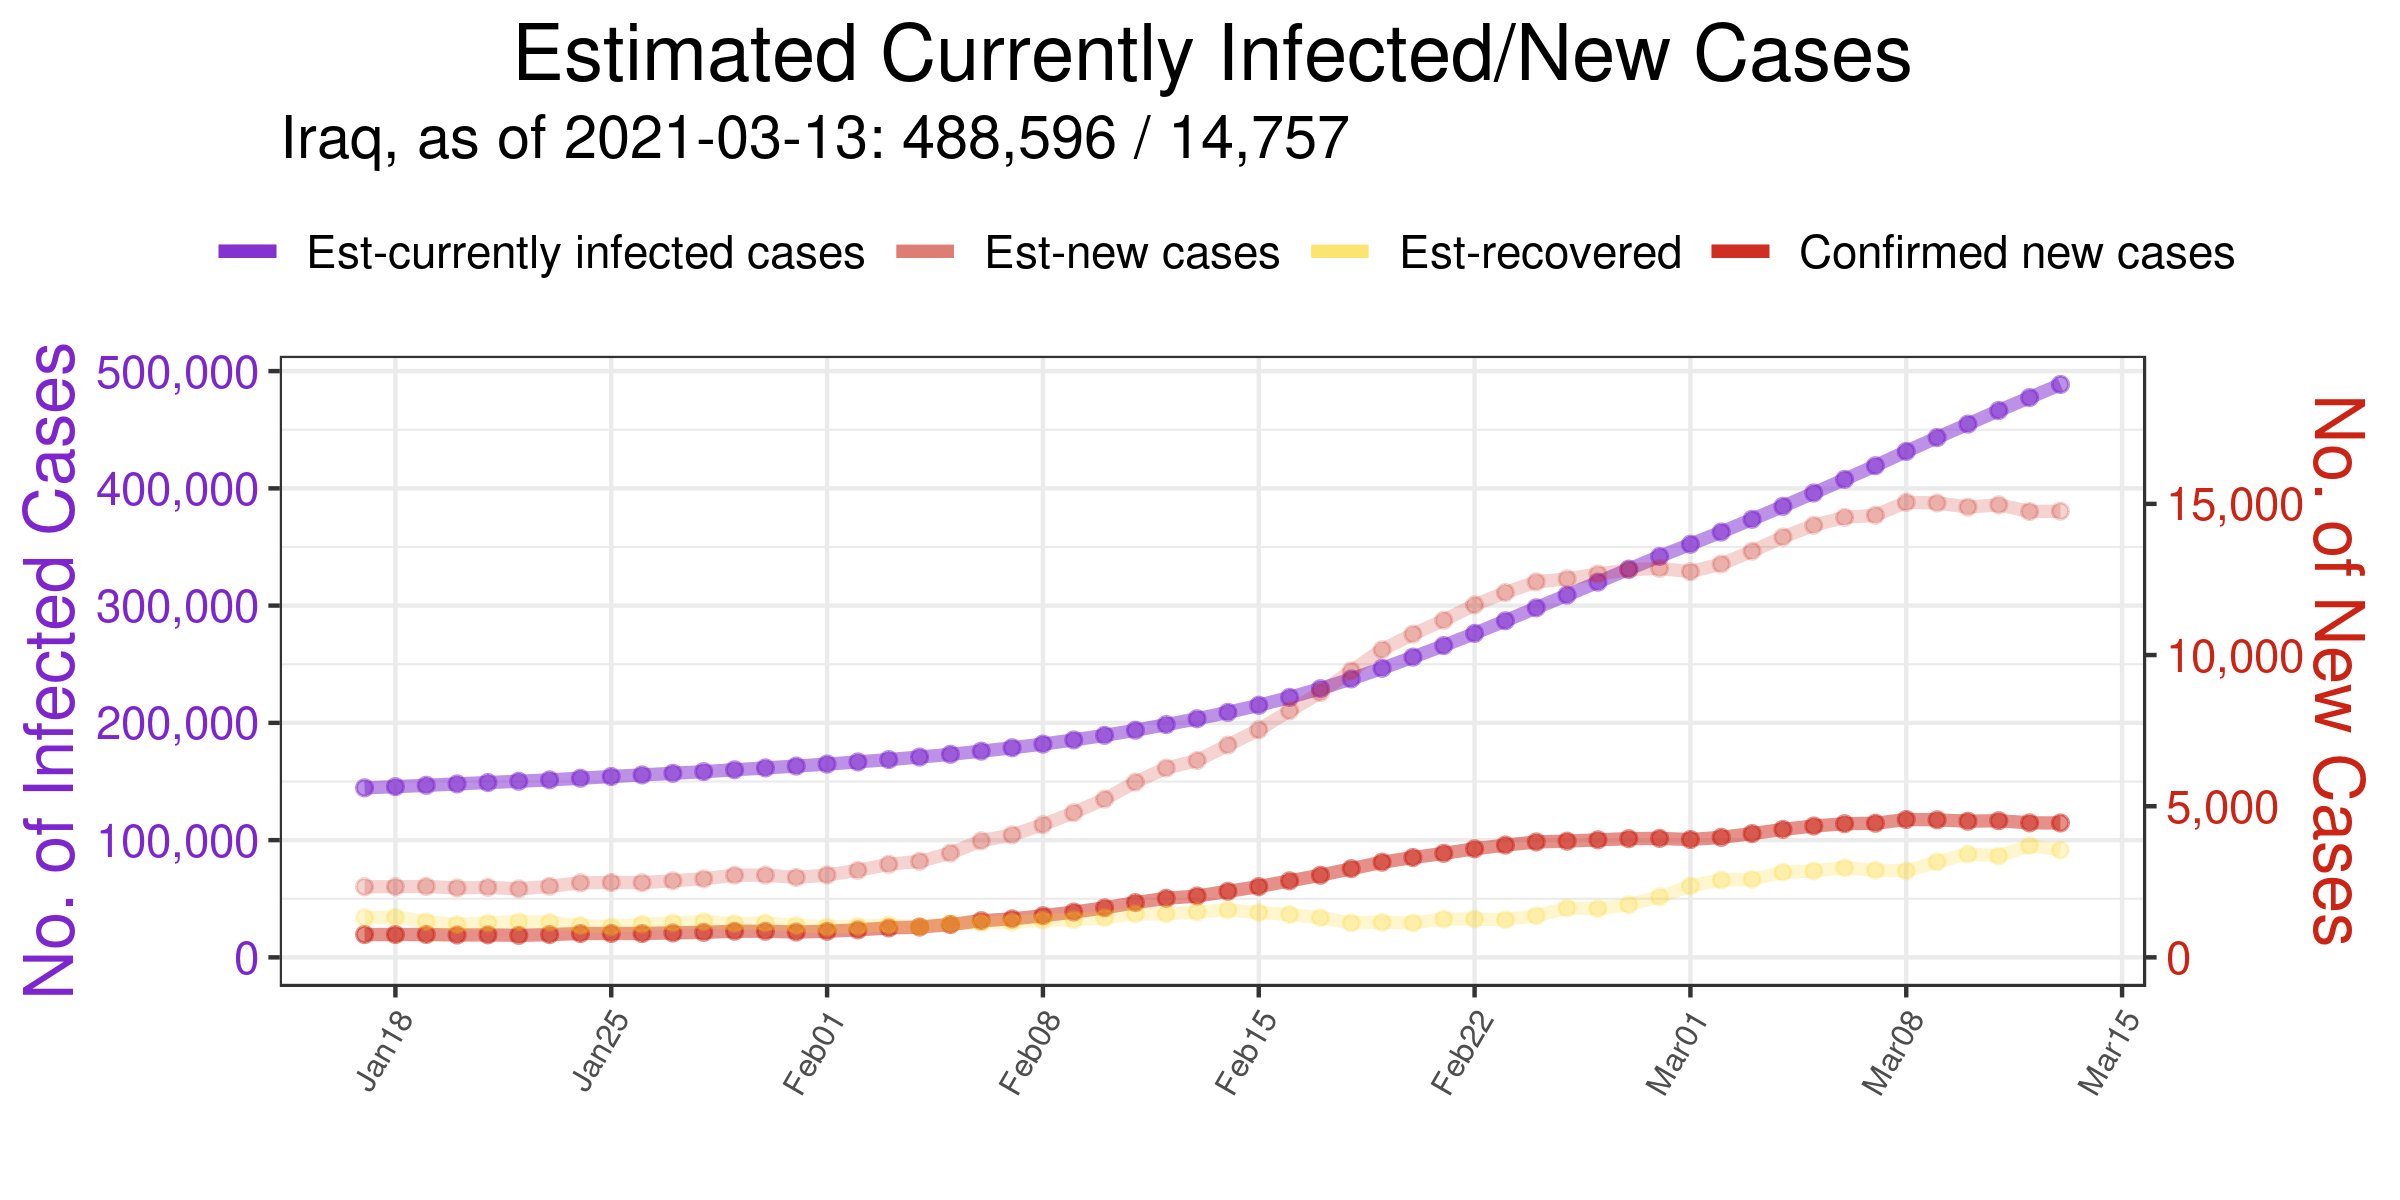 Estimated Currently Infected/New Cases
Iraq, as of 2021-03-13: 488,596 / 14,757
Est-currently infected cases Est-new cases Est-recovered Confirmed new cases
No. of Infected Cases
500,000
400,000
300,000
200,000
100,000
0
15,000
10,000
5,000
0
No. of New Cases
Jan18 Jan25 Feb01 Feb08 Feb15 Feb22 Mar01 Mar08 Mar15